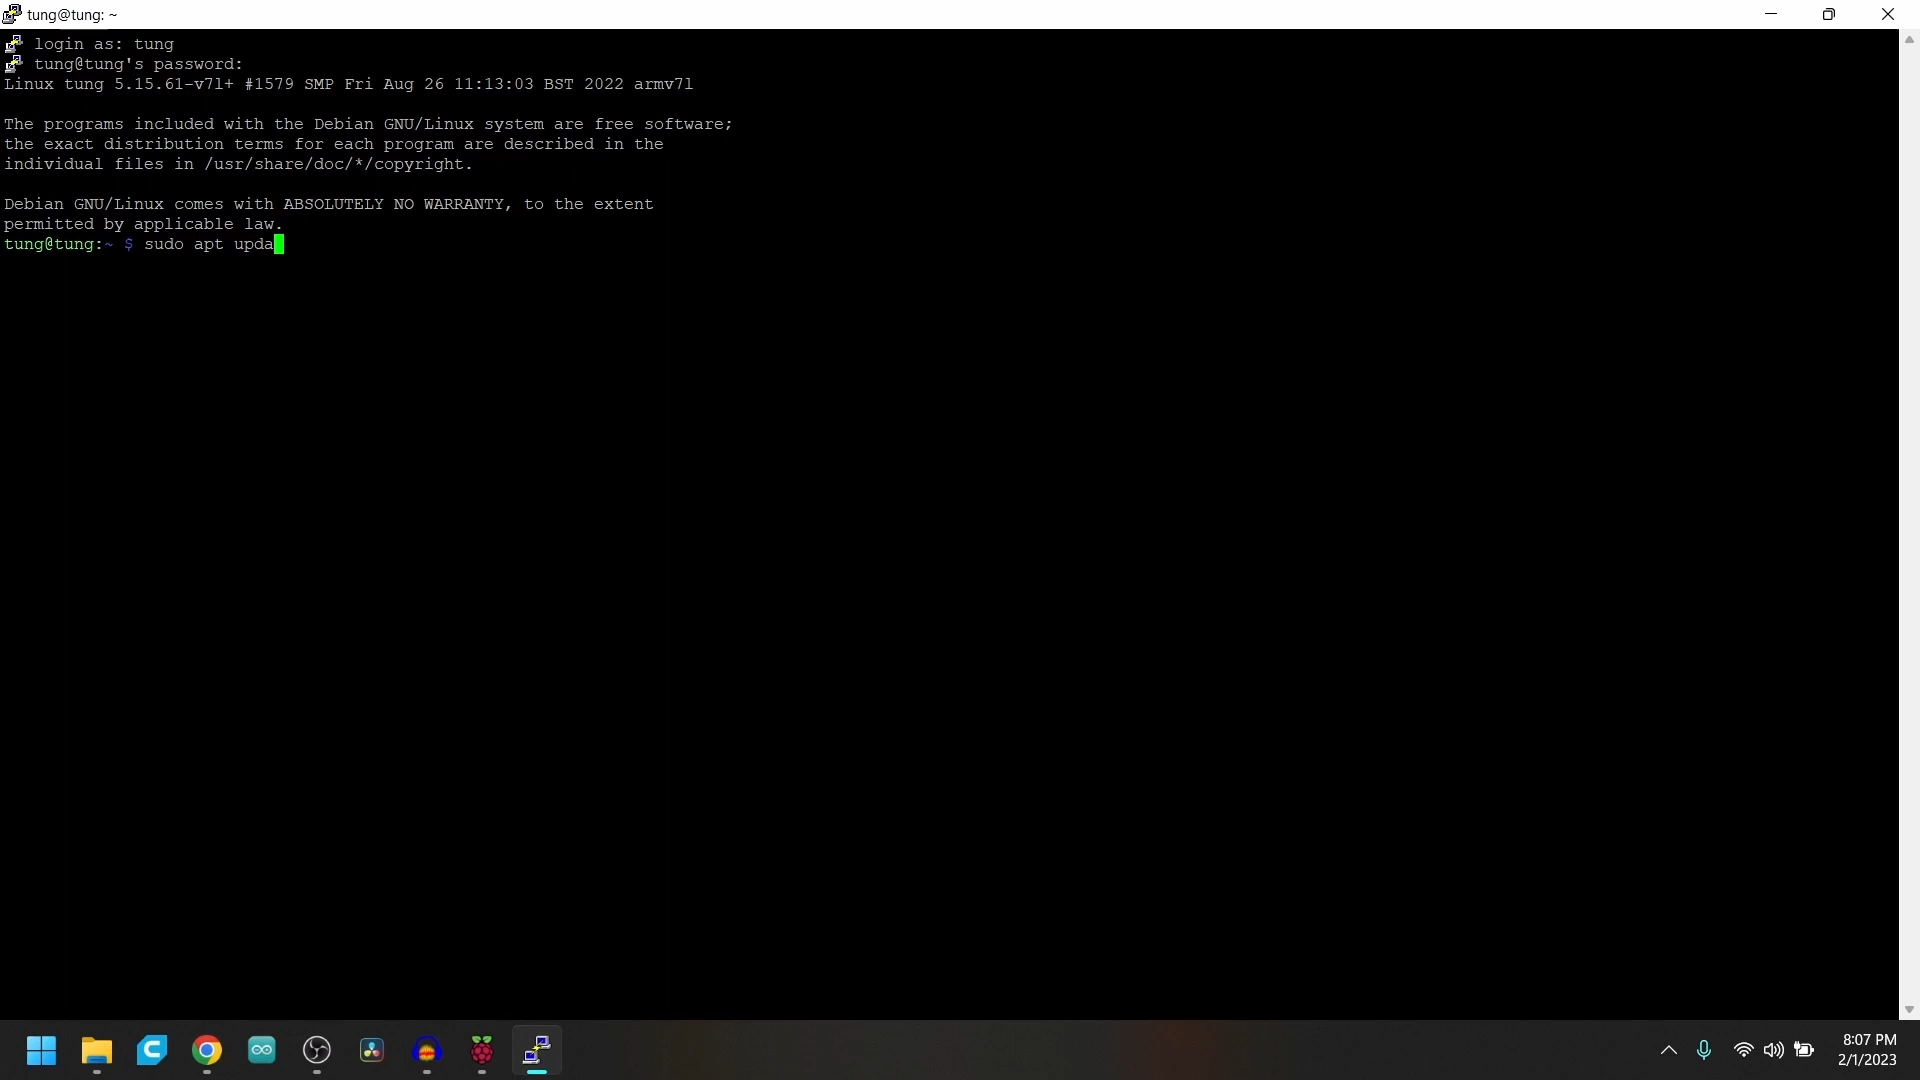 tung@tung: ~
login as: tung
tung@tung's password:
Linux tung 5.15.61-v7l+ #1579 SMP Fri Aug 26 11:13:03 BST 2022 armv7l
The programs included with the Debian GNU/Linux system are free software;
the exact distribution terms for each program are described in the
individual files in /usr/share/doc/*/copyright.
Debian GNU/Linux comes with ABSOLUTELY NO WARRANTY, to the extent
permitted by applicable law.
tung@tung:~ $ sudo apt upda
8:07 PM
2/1/2023